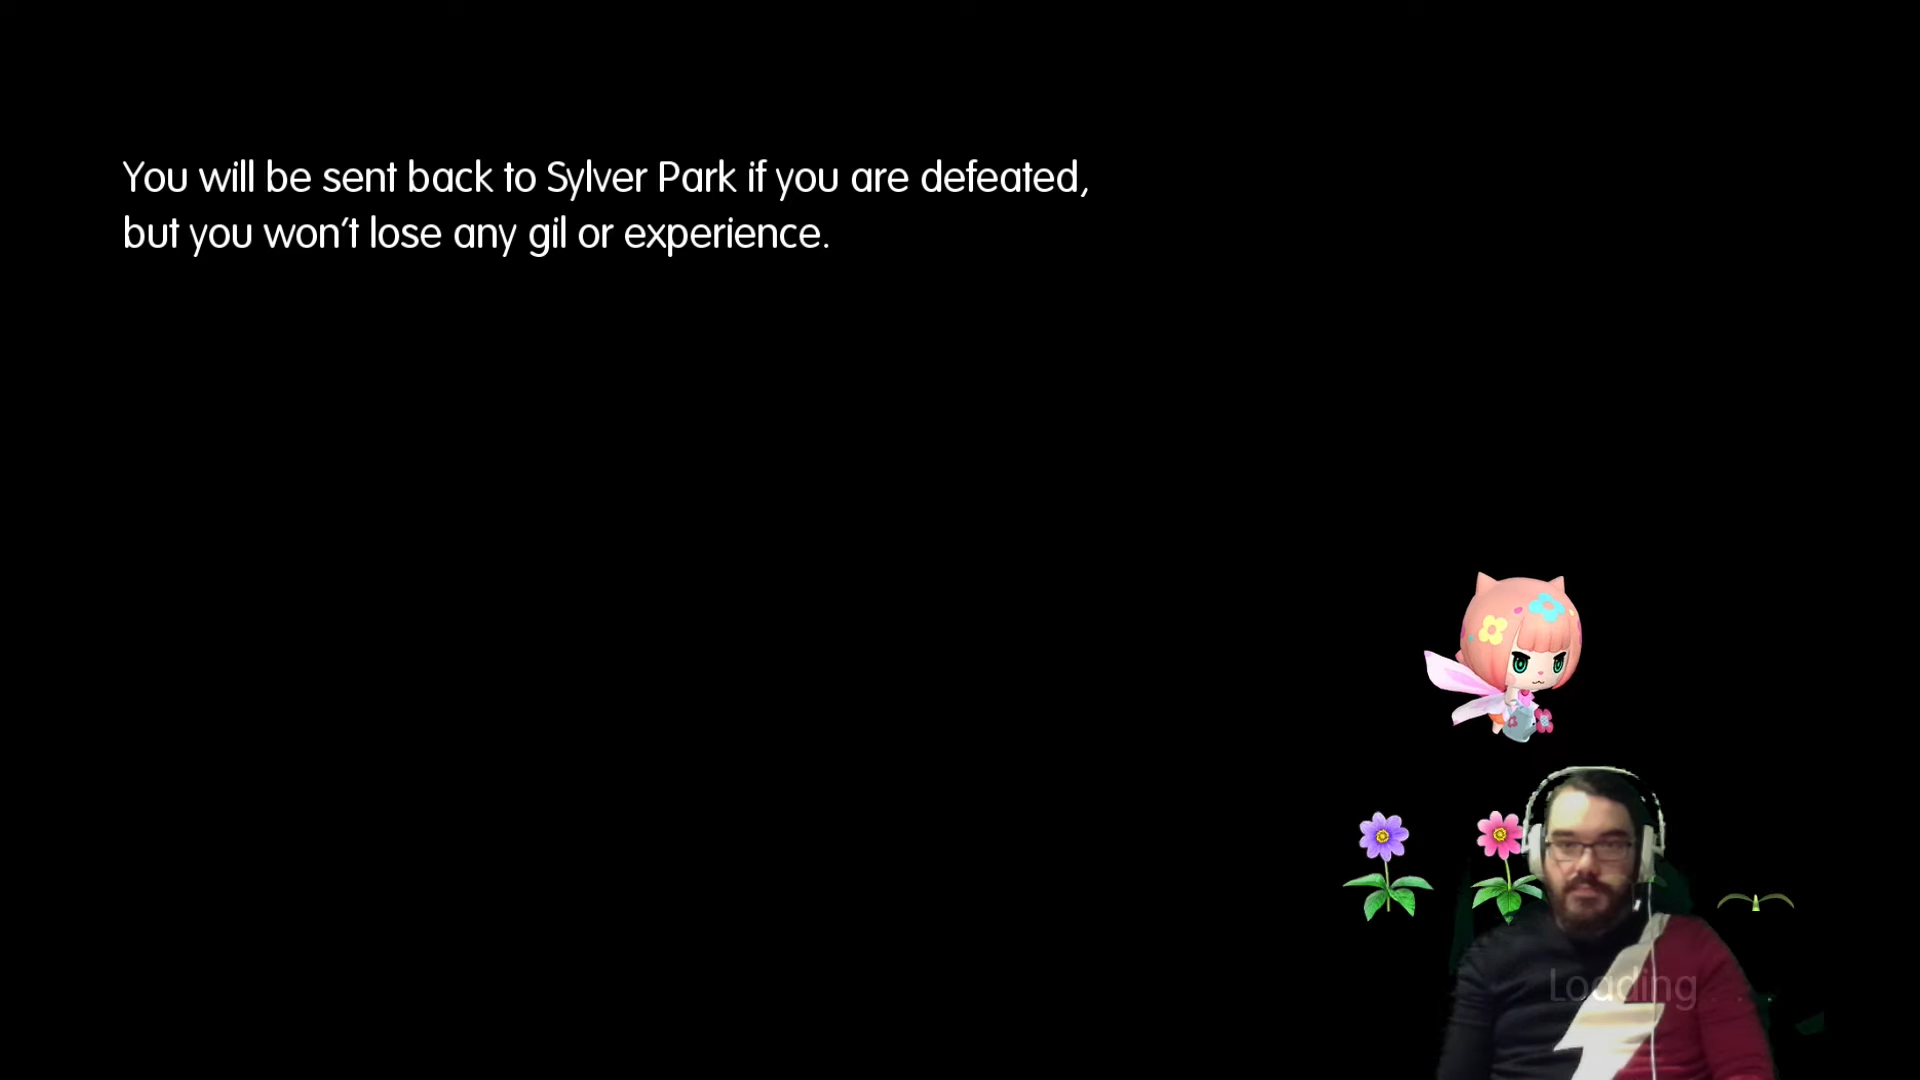 You will be sent back to Sylver Park if you are defeated,
but you won't lose any gil or experience.
Loading...